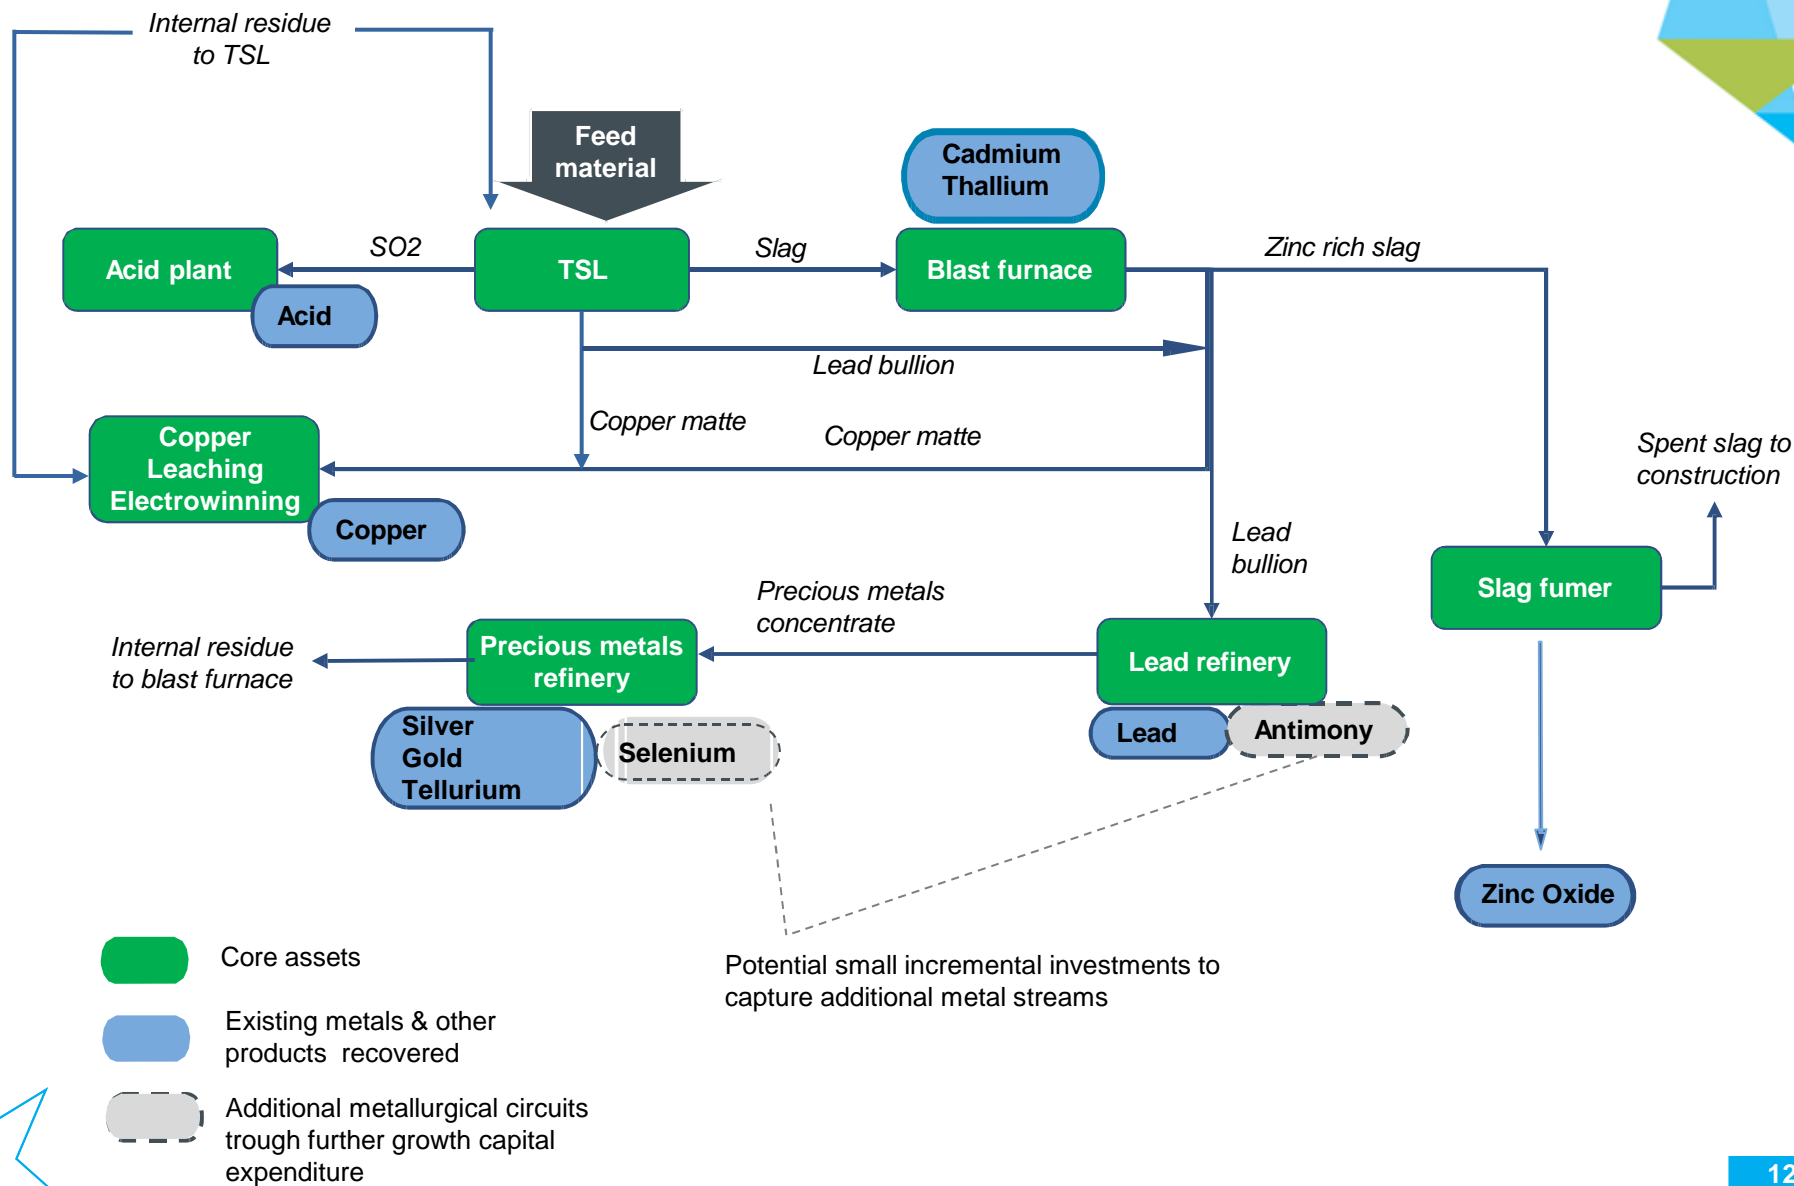 Internal residue
to TSL
Feed
material
Cadmium
Thallium
Acid plant
SO2
TSL
Slag
Blast furnace
Zinc rich slag
Acid
Lead bullion
Copper matte
Copper matte
Copper
Leaching
Electrowinning
Copper
Spent slag to
construction
Lead
bullion
Slag fumer
Precious metals
concentrate
Internal residue
to blast furnace
Precious metals
refinery
Lead refinery
Silver
Gold
Tellurium
Selenium
Lead
Antimony
Zinc Oxide
Potential small incremental investments to
capture additional metal streams
Core assets
Existing metals & other
products  recovered
Additional metallurgical circuits
trough further growth capital
expenditure
12